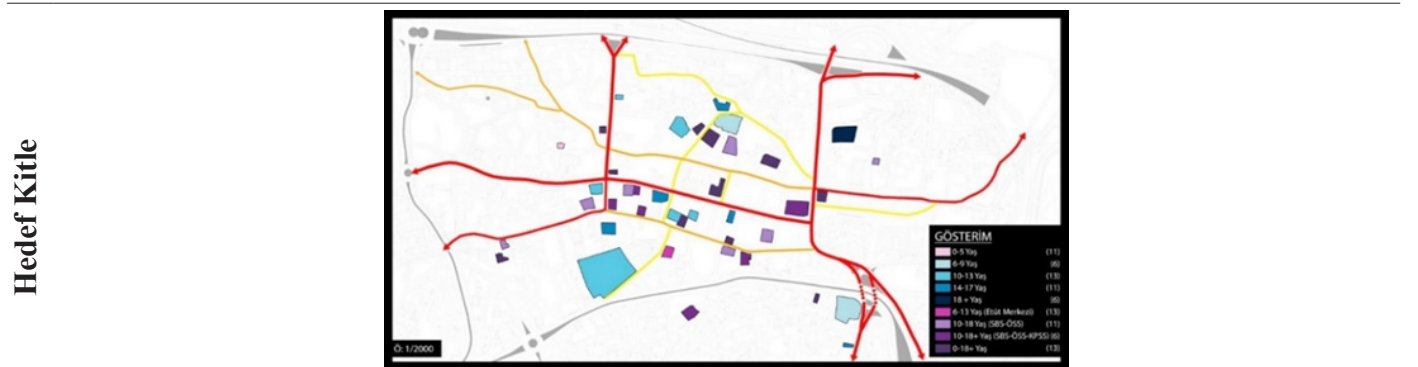 Hedef Kitle
GÖSTERİM
0-5 Yaş (11)
6-9 Yaş (6)
10-13 Yaş (13)
14-17 Yaş (11)
18 + Yaş (6)
6-13 Yaş (Etüt Merkezi) (13)
10-18 Yaş (SBS-ÖSS) (11)
10-18+ Yaş (SBS-ÖSS-KPSS) (6)
0-18+ Yaş (13)
Ö: 1/2000